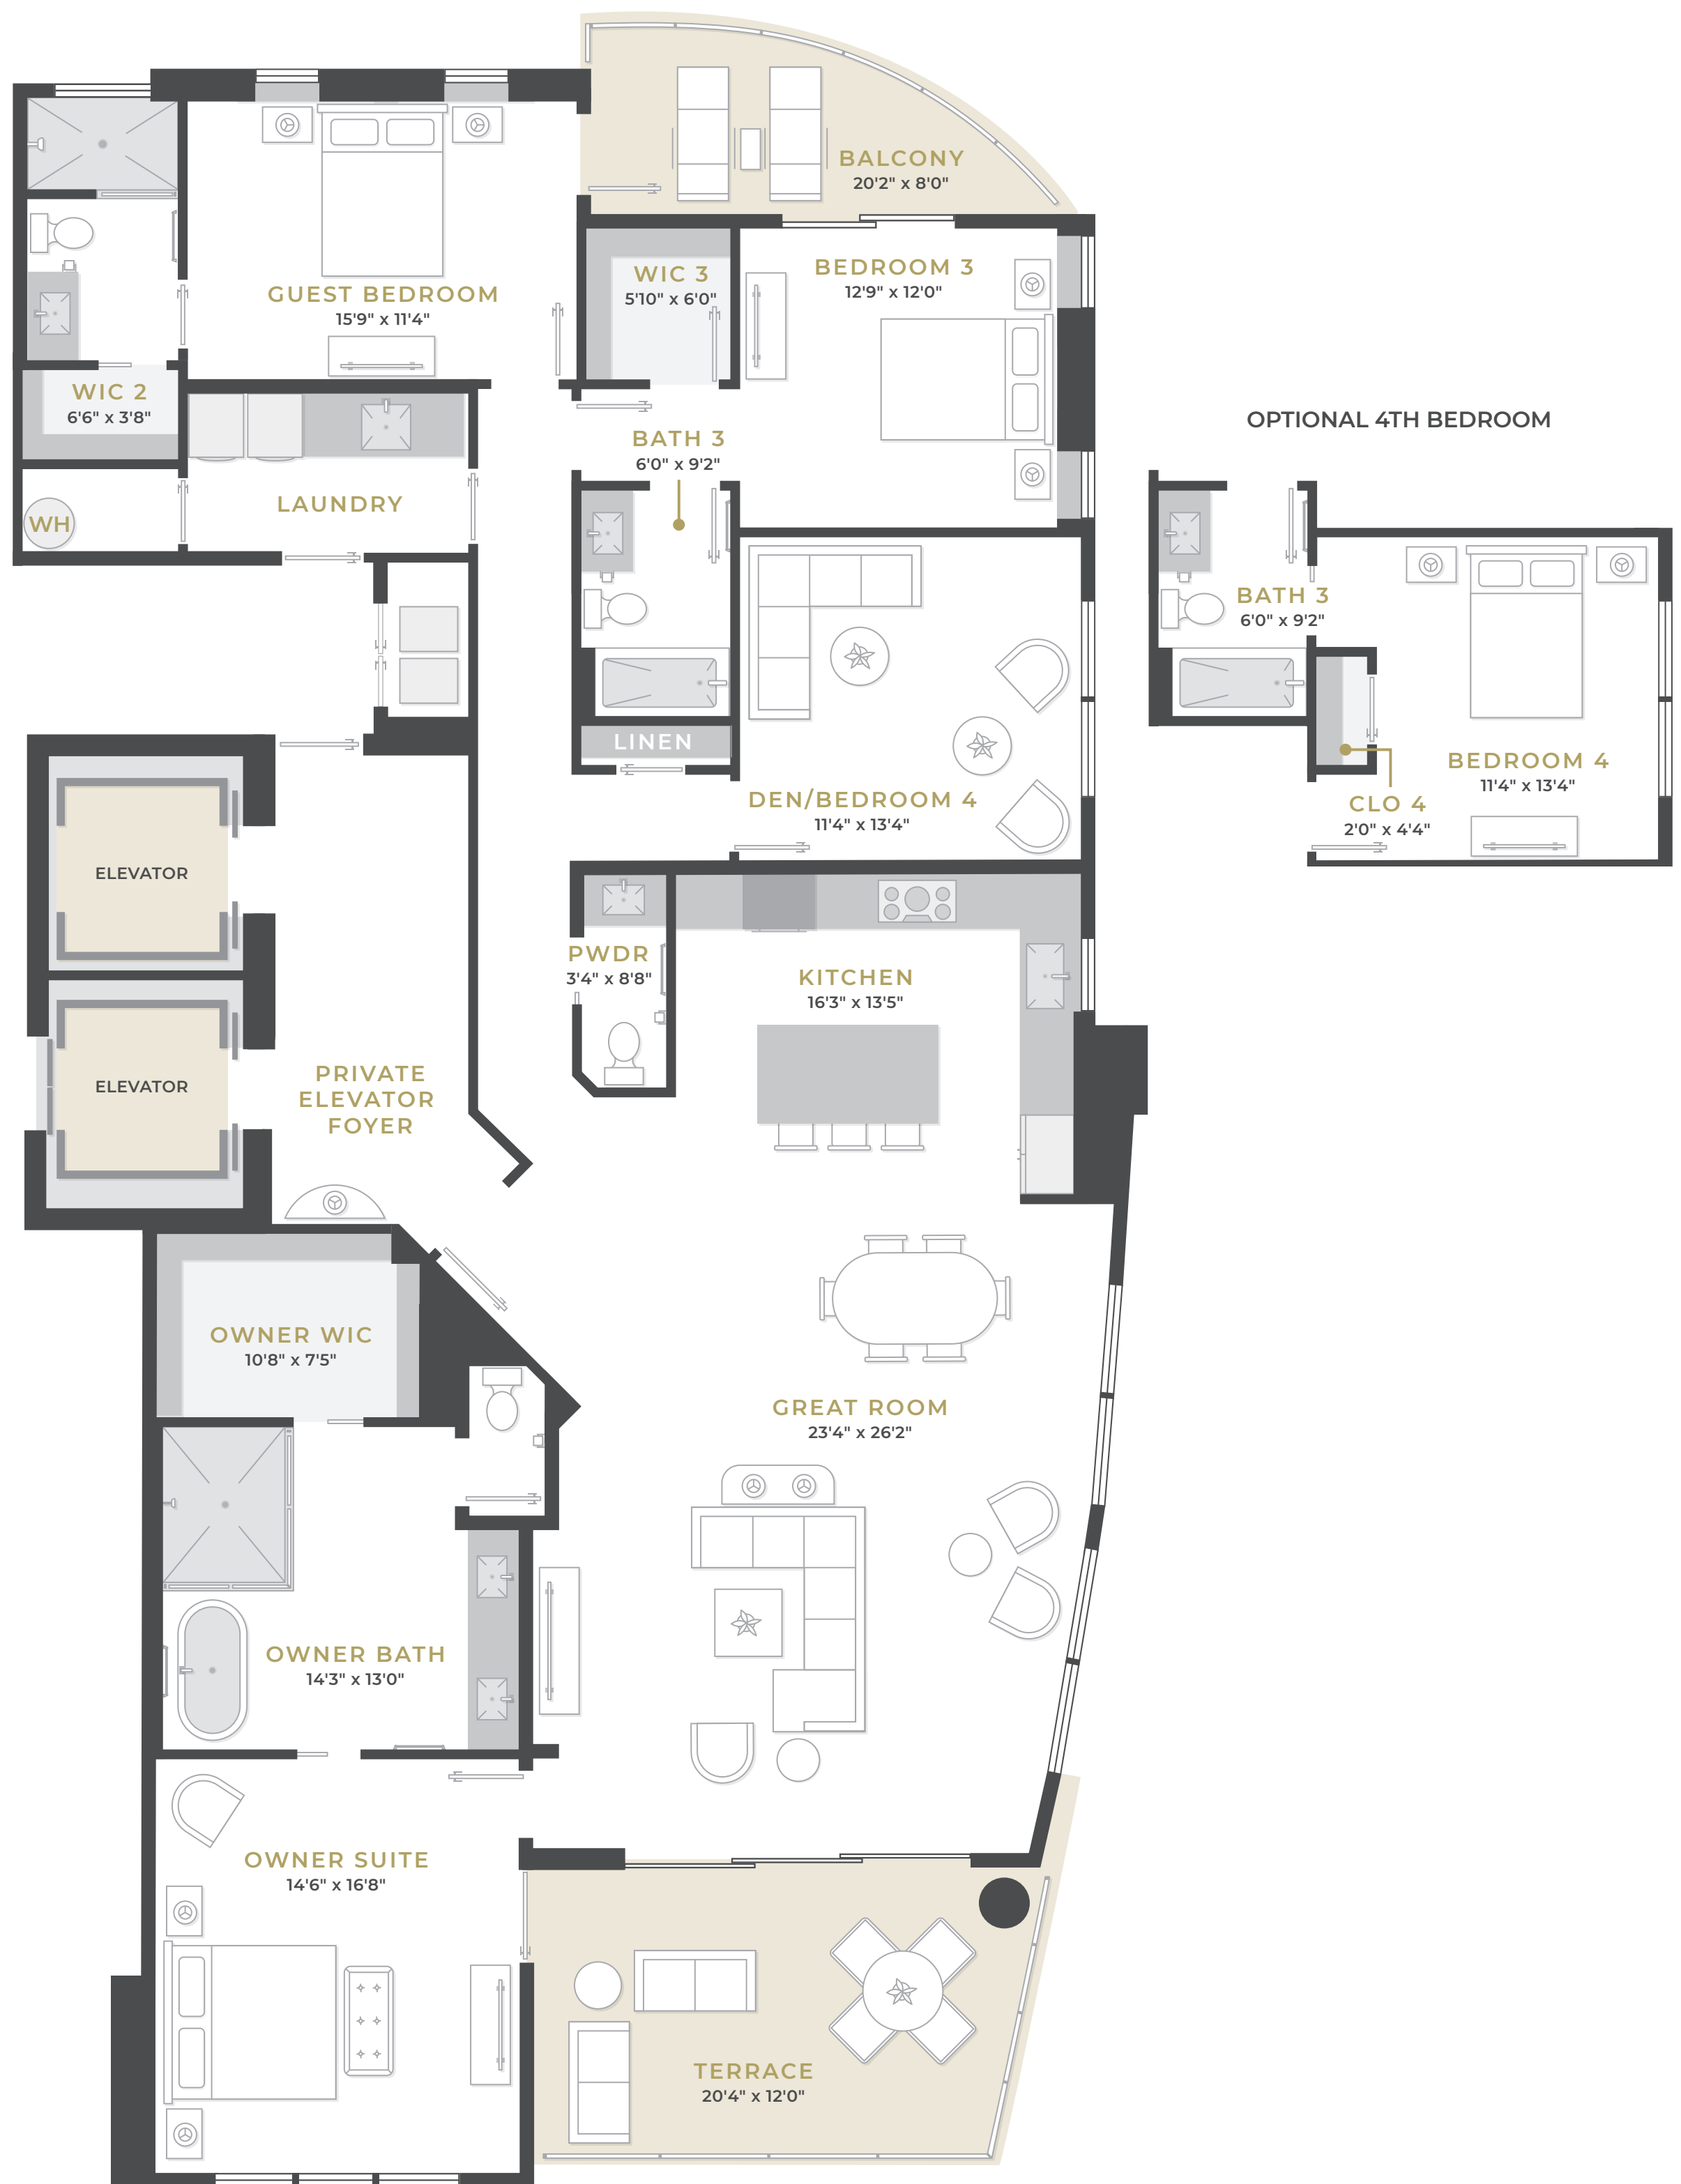 BALCONY
20'2" x 8'0"
WIC 3
5'10" x 6'0"
BEDROOM 3
12'9" x 12'0"
GUEST BEDROOM
15'9" x 11'4"
WIC 2
6'6" x 3'8"
OPTIONAL 4TH BEDROOM
BATH 3
6'0" x 9'2"
LAUNDRY
WH
BATH 3
6'0" x 9'2"
LINEN
BEDROOM 4
11'4" x 13'4"
DEN/BEDROOM 4
11'4" x 13'4"
CLO 4
2'0" x 4'4"
ELEVATOR
PWDR
3'4" x 8'8"
KITCHEN
16'3" x 13'5"
ELEVATOR
PRIVATE
ELEVATOR
FOYER
OWNER WIC
10'8" x 7'5"
GREAT ROOM
23'4" x 26'2"
OWNER BATH
14'3" x 13'0"
OWNER SUITE
14'6" x 16'8"
TERRACE
20'4" x 12'0"